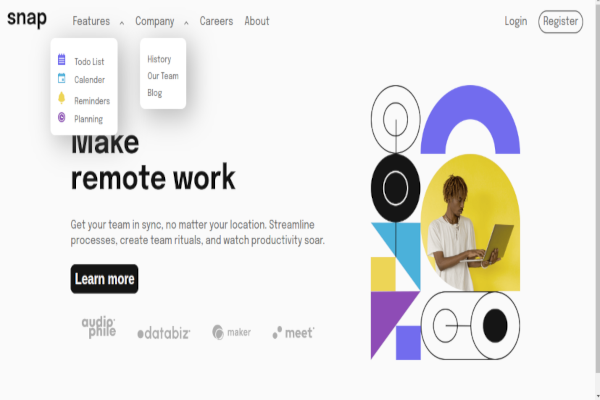 snap
Features
Company
Careers
About
Login
Register
Todo List
Calender
Reminders
Planning
History
Our Team
Blog
Make
remote work
Get your team in sync, no matter your location. Streamline
processes, create team rituals, and watch productivity soar.
Learn more
audio
phile
databiz
maker
meet